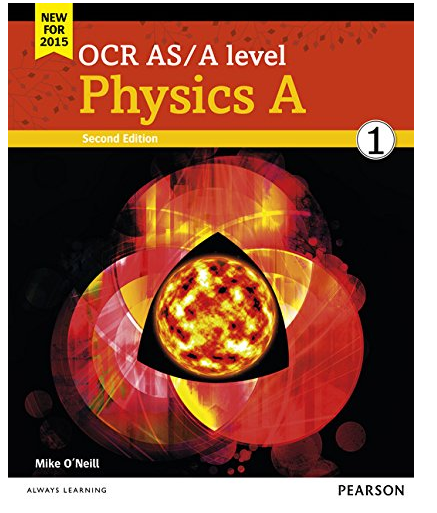 NEW
FOR
2015
OCR AS/A level
Physics A
Second Edition
1
Mike O'Neill
ALWAYS LEARNING
PEARSON